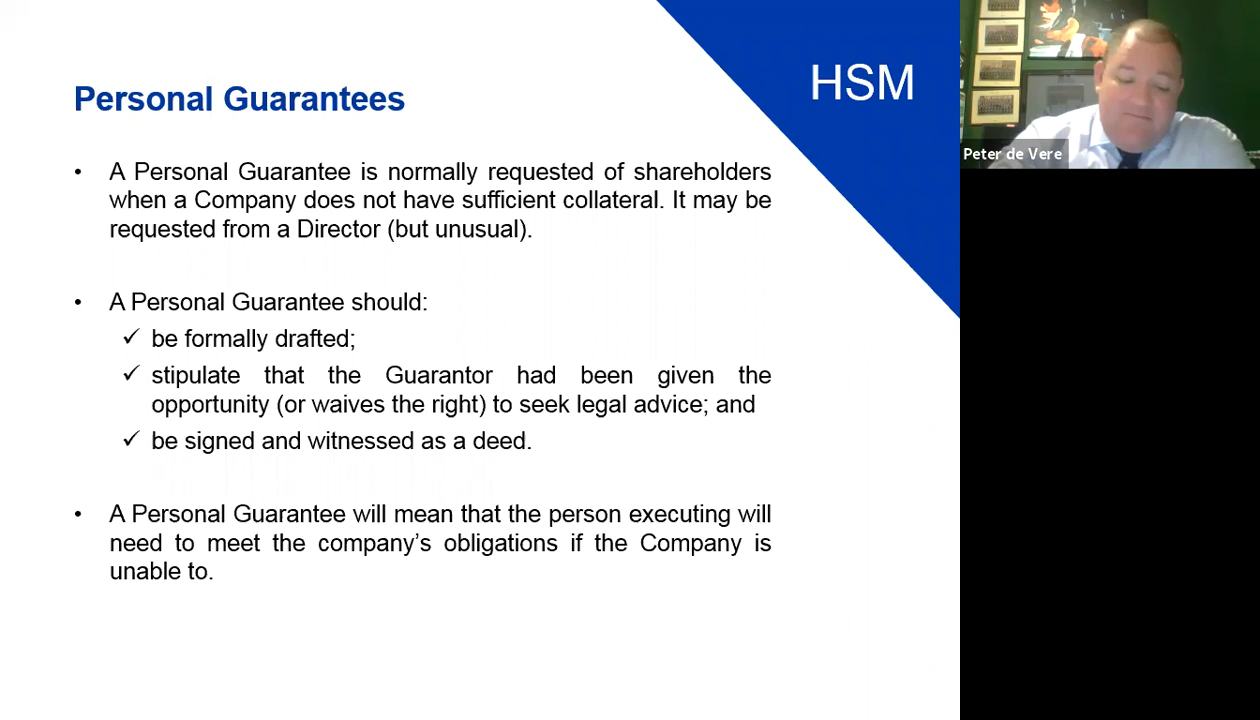 HSM
Personal Guarantees
• A Personal Guarantee is normally requested of shareholders
when a Company does not have sufficient collateral. It may be
requested from a Director (but unusual).
• A Personal Guarantee should:
✓ be formally drafted;
✓ stipulate that the Guarantor had been given the
opportunity (or waives the right) to seek legal advice; and
✓ be signed and witnessed as a deed.
• A Personal Guarantee will mean that the person executing will
need to meet the company’s obligations if the Company is
unable to.
Peter de Vere